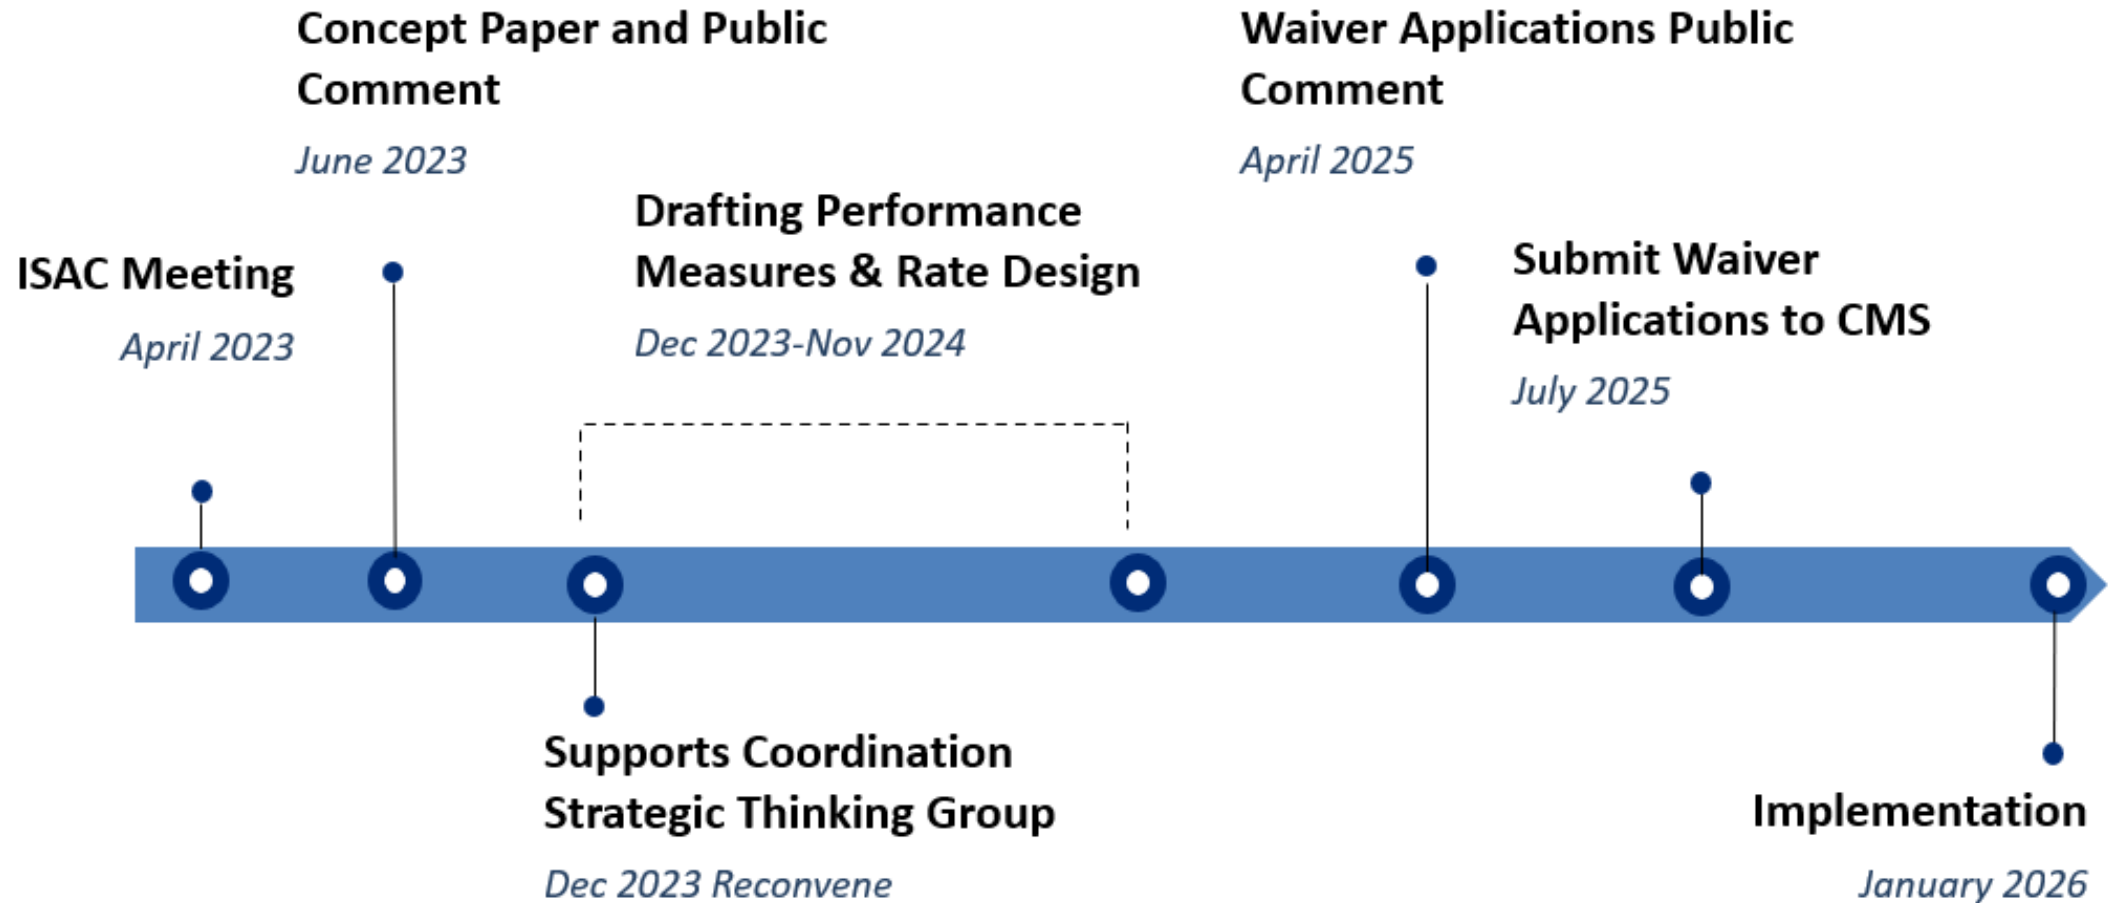 Concept Paper and Public
Comment
June 2023
Waiver Applications Public
Comment
April 2025
ISAC Meeting
April 2023
Drafting Performance
Measures & Rate Design
Dec 2023-Nov 2024
Submit Waiver
Applications to CMS
July 2025
Supports Coordination
Strategic Thinking Group
Dec 2023 Reconvene
Implementation
January 2026